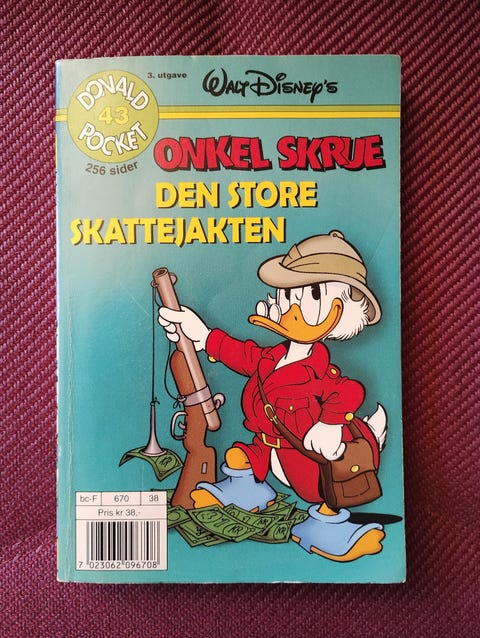 3. utgave
WALT DISNEY'S
DONALD
43
POCKET
256 sider
ONKEL SKRUE
DEN STORE
SKATTEJAKTEN
bc-F 670 38
Pris kr 38,-
7 023062 096708